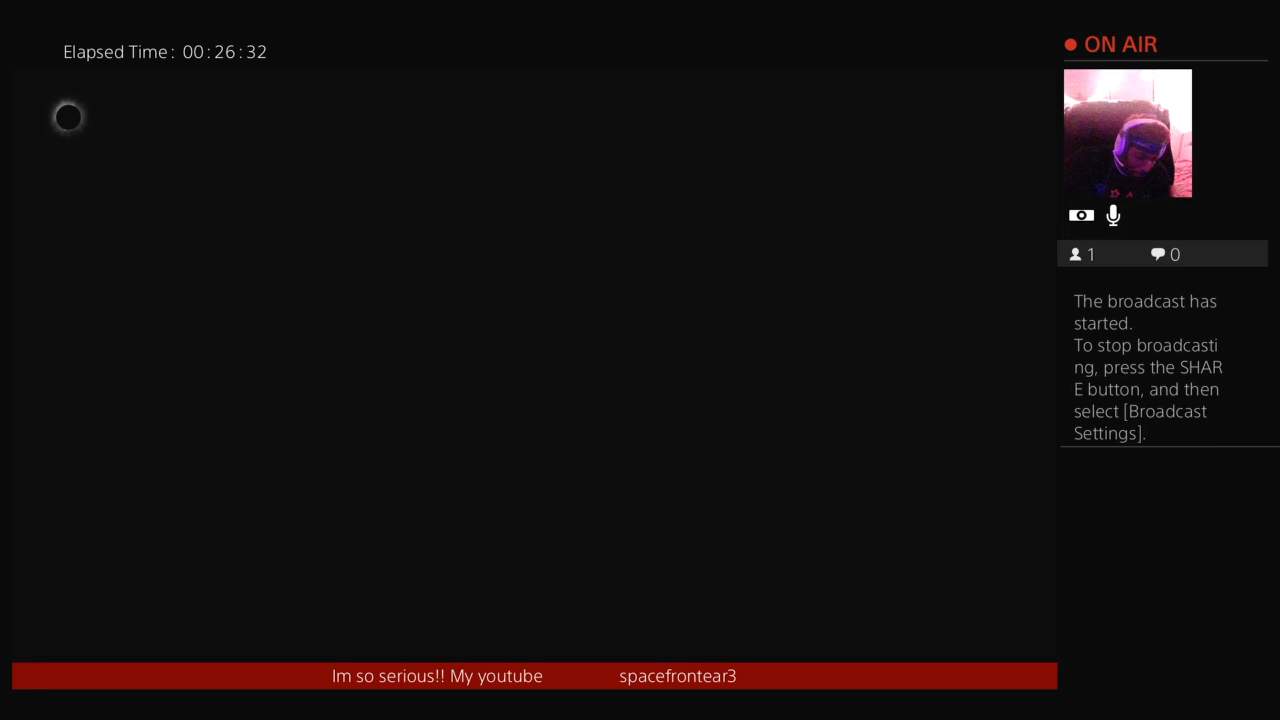 Elapsed Time: 00:26:32
ON AIR
1 0
The broadcast has
started.
To stop broadcasti
ng, press the SHAR
E button, and then
select [Broadcast
Settings].
Im so serious!! My youtube spacefrontear3